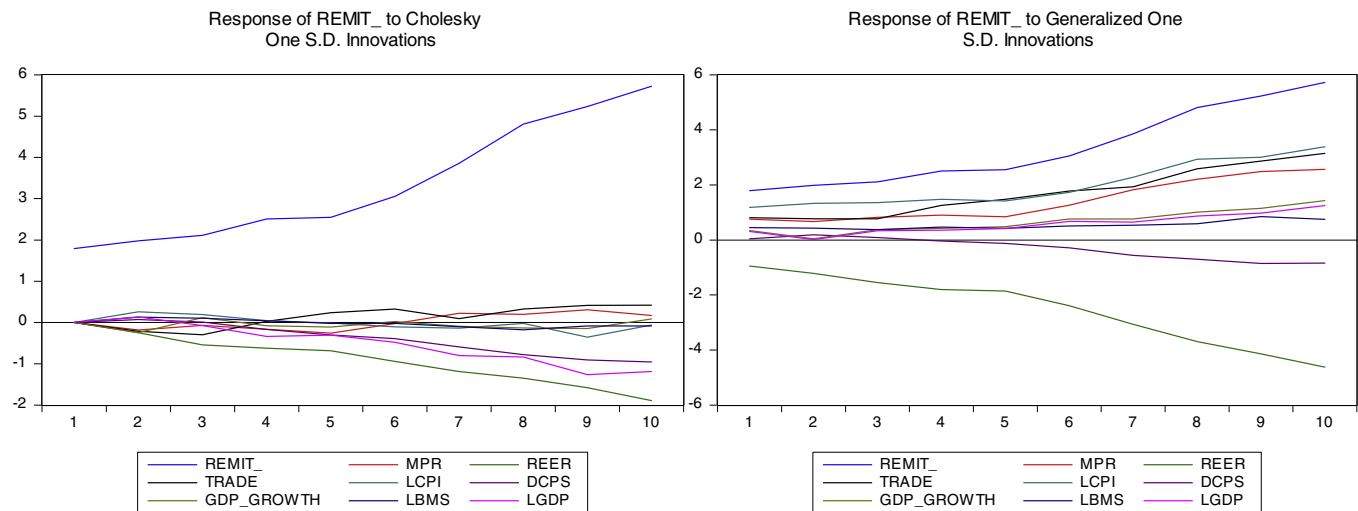 Response of REMIT_ to Cholesky
One S.D. Innovations
6
5
4
3
2
1
0
-1
-2
1 2 3 4 5 6 7 8 9 10
REMIT_ MPR REER
TRADE LCPI DCPS
GDP_GROWTH LBMS LGDP
Response of REMIT_ to Generalized One
S.D. Innovations
6
4
2
0
-2
-4
-6
1 2 3 4 5 6 7 8 9 10
REMIT_ MPR REER
TRADE LCPI DCPS
GDP_GROWTH LBMS LGDP